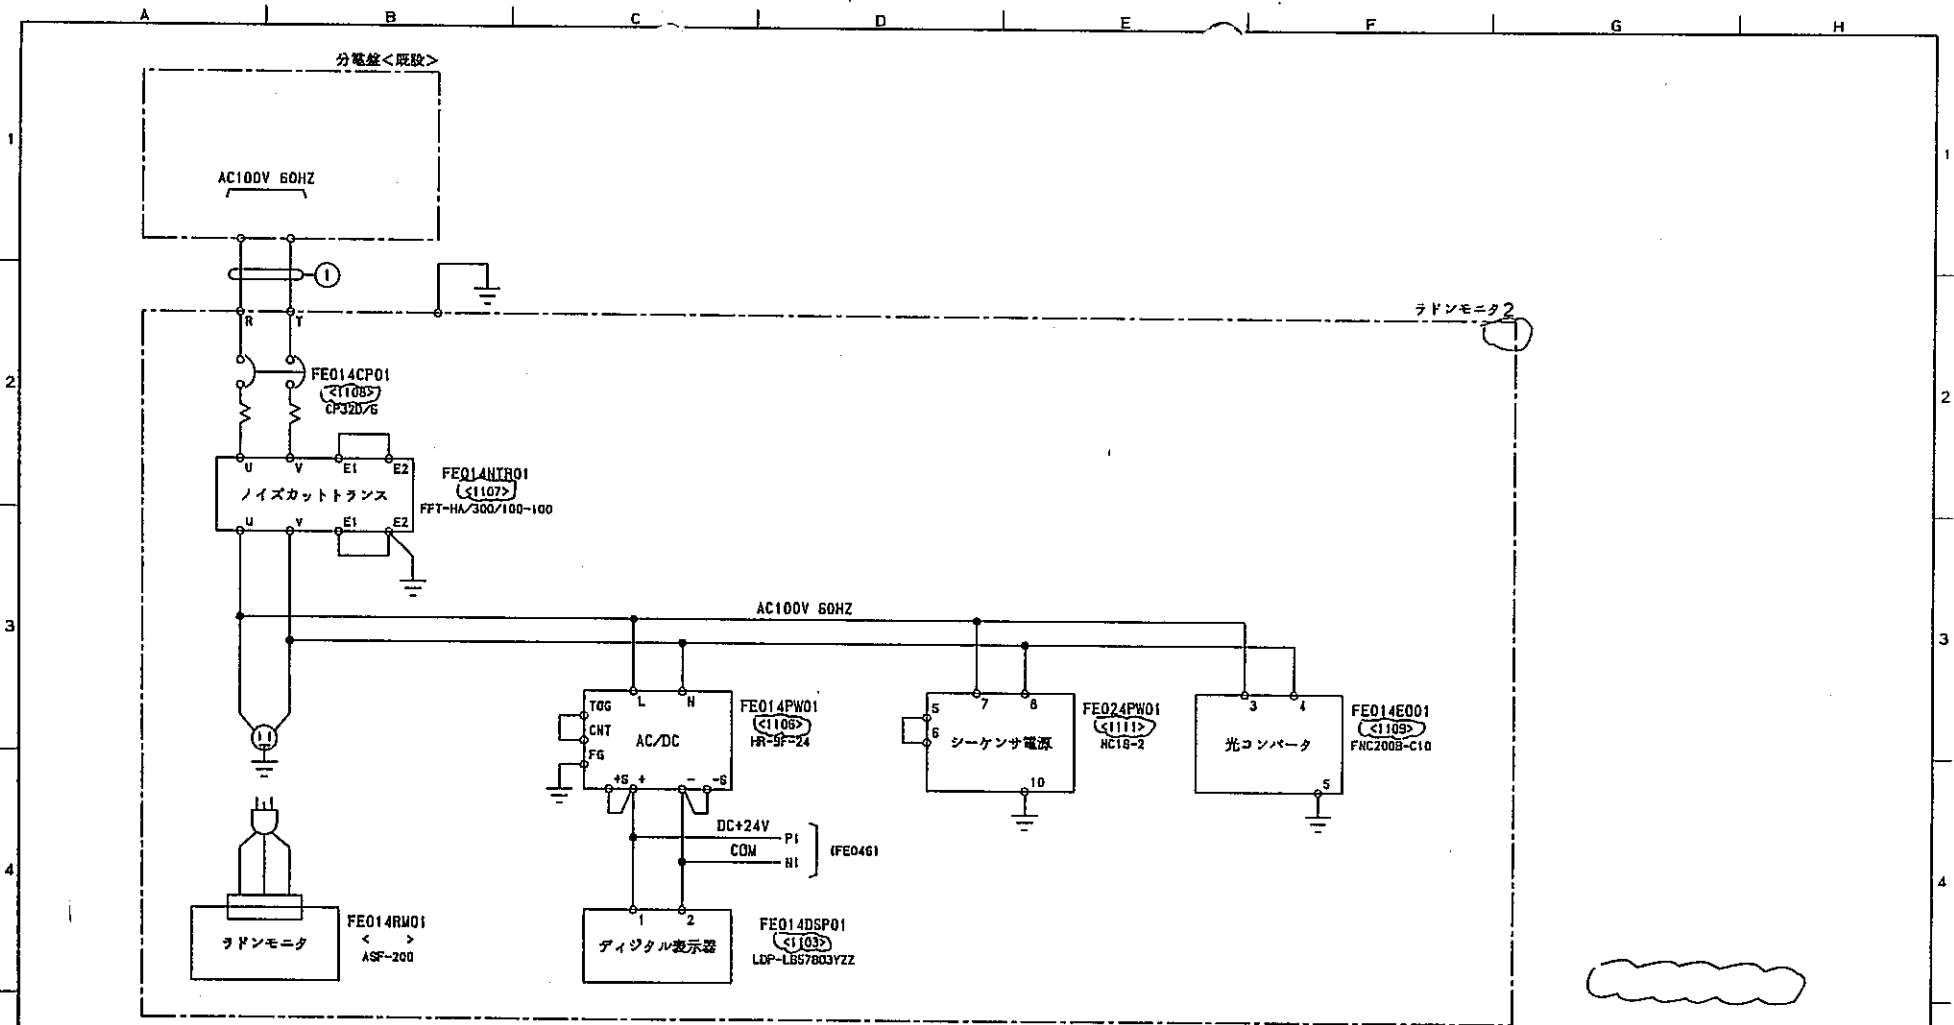 A B C D E F G H
分電盤<既設>
1 1
AC100V 60HZ
1
ラドンモニタ2
R T
2 2
FE014CP01
<1108>
CP32D/6
U V E1 E2
ノイズカットトランス
U V E1 E2
FE014NTR01
<1107>
FFT-HA/300/100-100
AC100V 60HZ
3 3
TOG L N
CNT
AC/DC
FG
+S + - -S
FE014PW01
<1106>
HR-9F-24
7 8
5
6
シーケンサ電源
10
FE024PW01
<1111>
3 4
光コンバータ
5
FE014E001
<1109>
FNC200B-C10
DC+24V P1
COM N1
(FE046)
4 4
ラドンモニタ
FE014RM01
< >
ASF-200
1 2
ディジタル表示器
FE014DSP01
<1103>
LDP-LB57803YZZ